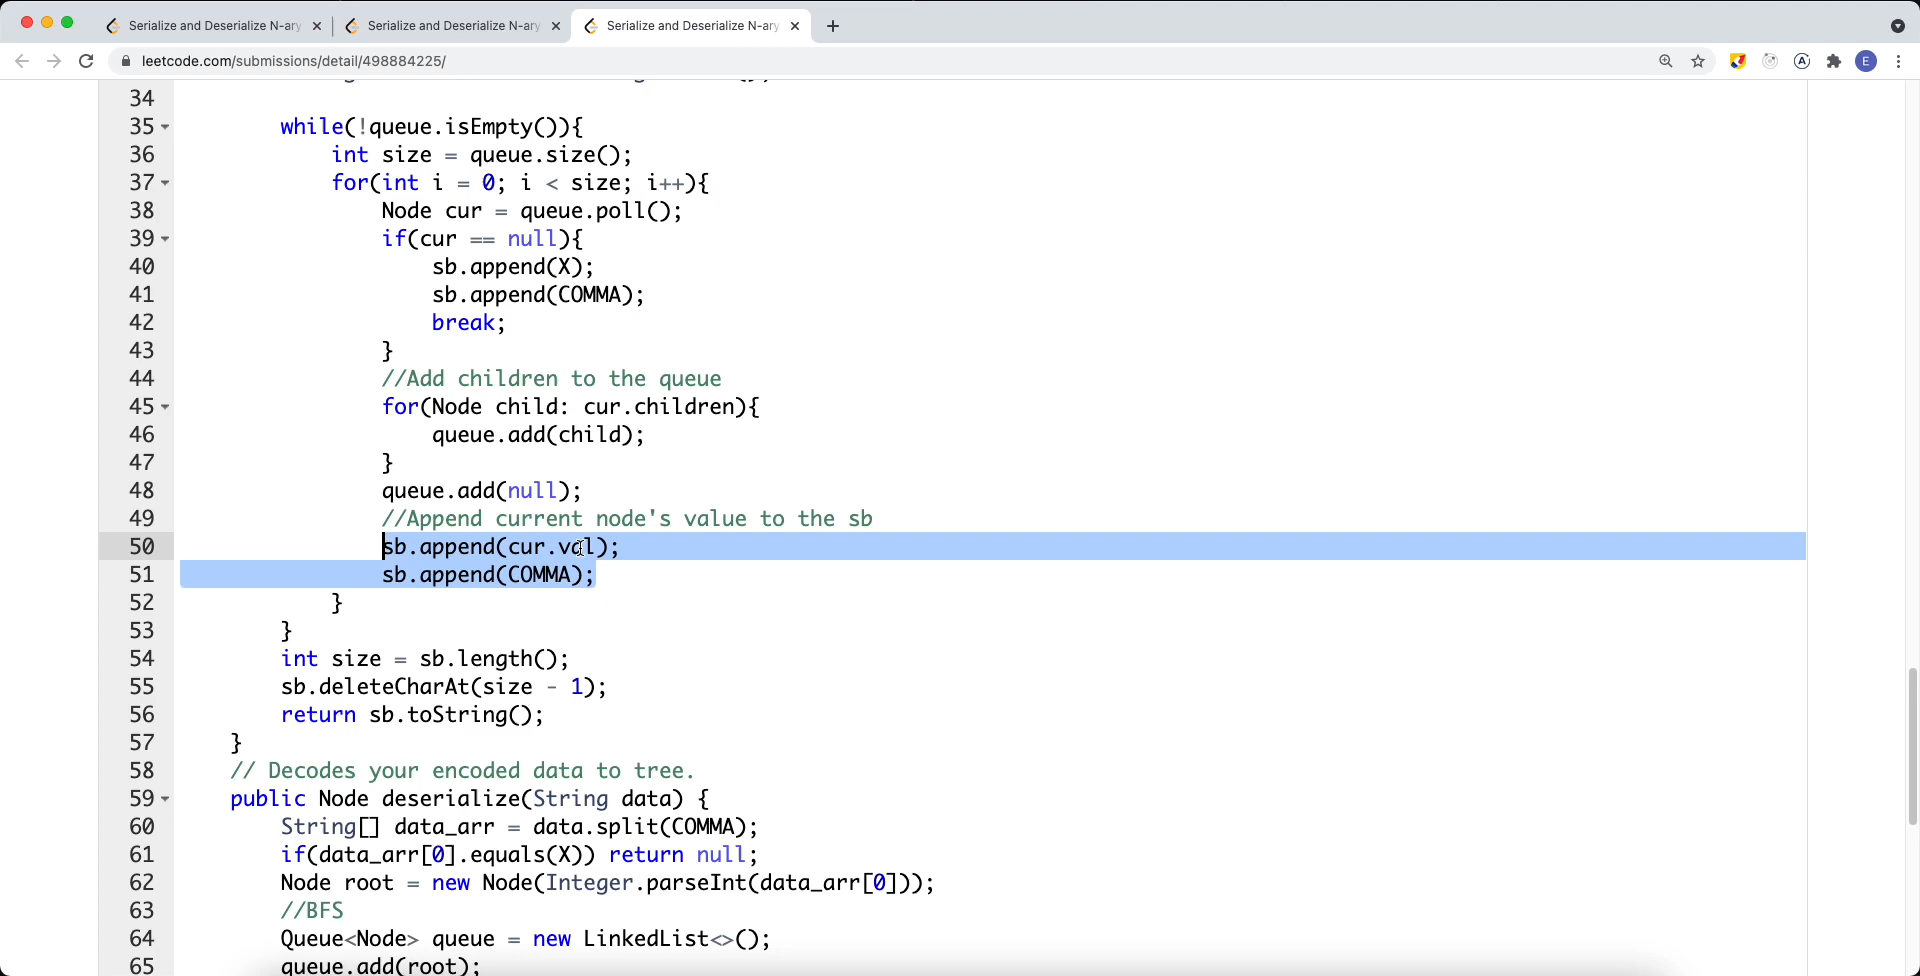 Serialize and Deserialize N-ary
Serialize and Deserialize N-ary
Serialize and Deserialize N-ary
leetcode.com/submissions/detail/498884225/
A
E
34
35 while(!queue.isEmpty()){
36 int size = queue.size();
37 for(int i = 0; i < size; i++){
38 Node cur = queue.poll();
39 if(cur == null){
40 sb.append(X);
41 sb.append(COMMA);
42 break;
43 }
44 //Add children to the queue
45 for(Node child: cur.children){
46 queue.add(child);
47 }
48 queue.add(null);
49 //Append current node's value to the sb
50 sb.append(cur.val);
51 sb.append(COMMA);
52 }
53 }
54 int size = sb.length();
55 sb.deleteCharAt(size - 1);
56 return sb.toString();
57 }
58 // Decodes your encoded data to tree.
59 public Node deserialize(String data) {
60 String[] data_arr = data.split(COMMA);
61 if(data_arr[0].equals(X)) return null;
62 Node root = new Node(Integer.parseInt(data_arr[0]));
63 //BFS
64 Queue<Node> queue = new LinkedList<>();
65 queue.add(root);